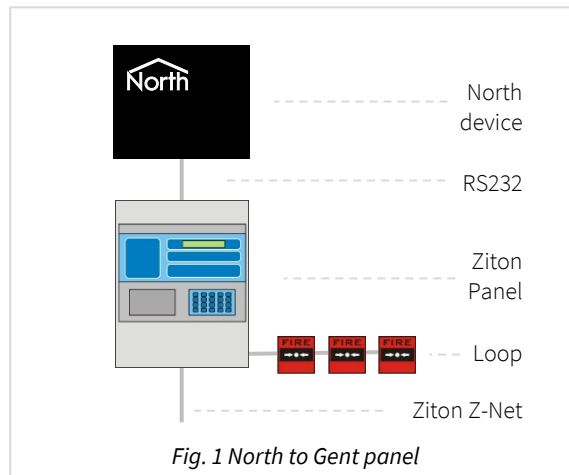 North
North
device
RS232
Ziton
Panel
FIRE FIRE FIRE
Loop
Ziton Z-Net
Fig. 1 North to Gent panel